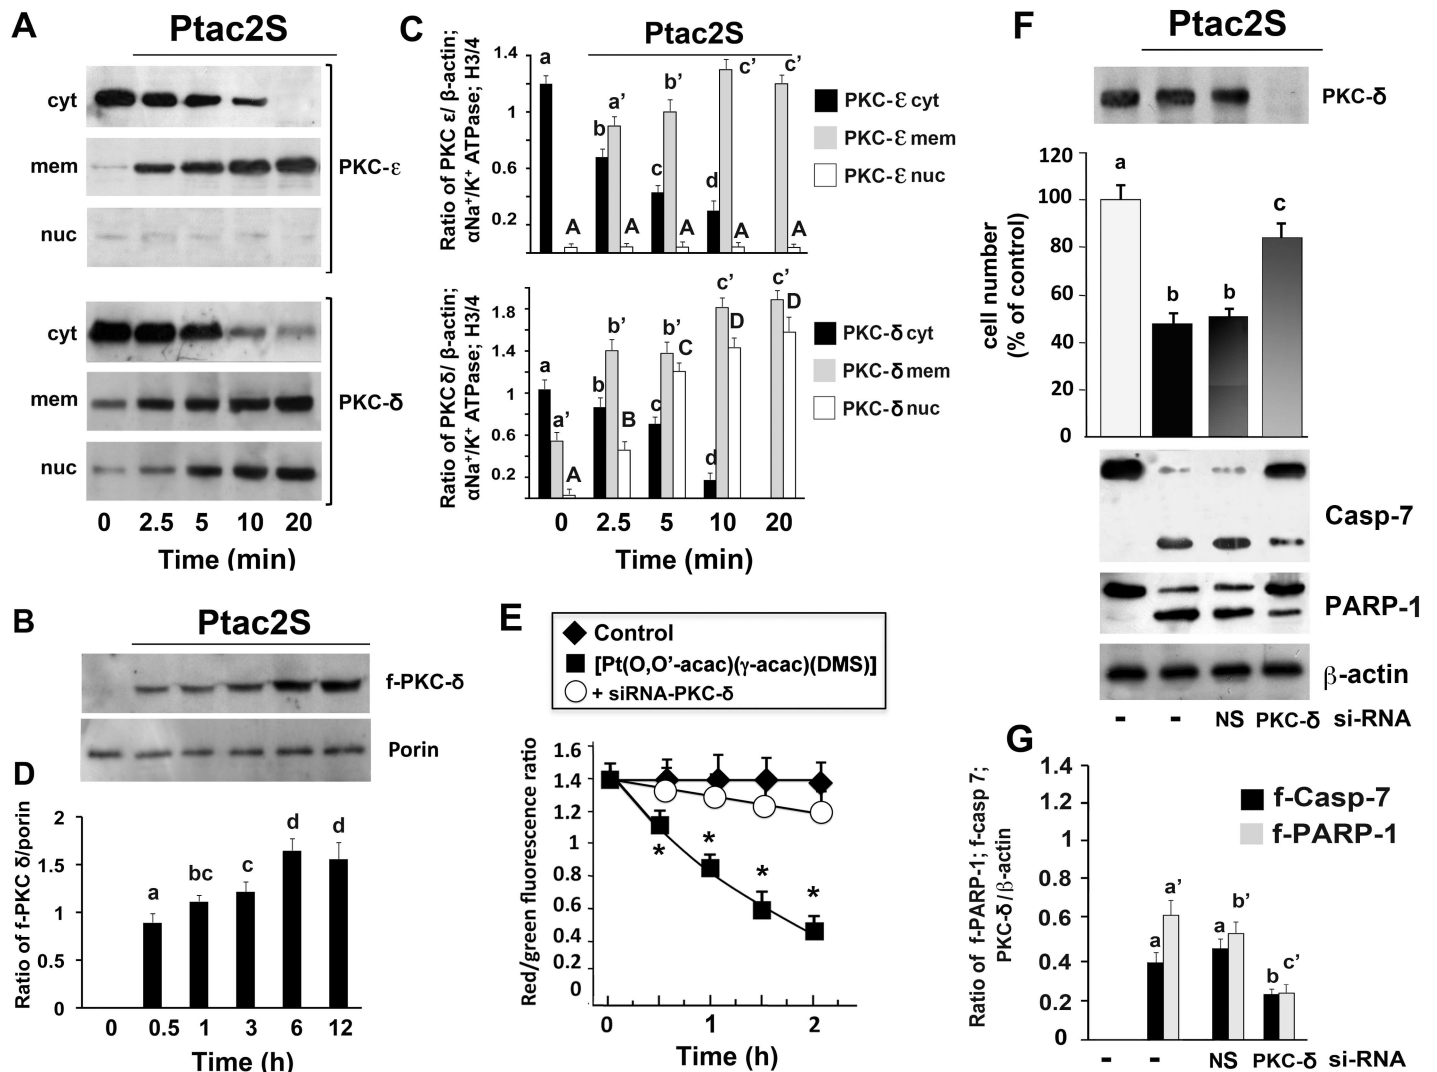 A
Ptac2S
cyt
mem
nuc
PKC-ε
cyt
mem
nuc
PKC-δ
0 2.5 5 10 20
Time (min)
B
Ptac2S
f-PKC-δ
Porin
C
Ptac2S
Ratio of PKC ε/ β-actin;
αNa⁺/K⁺ ATPase; H3/4
1.4
1
0.6
0.2
a
A
b
a’
A
c
b’
A
d
c’
A
c’
A
PKC-ε cyt
PKC-ε mem
PKC-ε nuc
Ratio of PKCδ/ β-actin;
αNa⁺/K⁺ ATPase; H3/4
1.4
1
0.6
0.2
a
a’
A
b
b’
B
c
b’
C
d
c’
D
c’
D
PKC-δ cyt
PKC-δ mem
PKC-δ nuc
0 2.5 5 10 20
Time (min)
D
Ratio of f-PKC δ/porin
2
1.5
1
.5
0
a
bc
c
d
d
0 0.5 1 3 6 12
Time (h)
E
Control
[Pt(O,O’-acac)(γ-acac)(DMS)]
+ siRNA-PKC-δ
Red/green fluorescence ratio
1.6
1.4
1.2
1
0.8
0.6
0.4
0.2
0
*
*
*
*
0 1 2
Time (h)
F
Ptac2S
PKC-δ
cell number
(% of control)
120
100
80
60
40
20
0
a
b
b
c
Casp-7
PARP-1
β-actin
- - NS PKC-δ si-RNA
G
Ratio of f-PARP-1; f-casp 7;
PKC-δ/β-actin
1.4
1.2
1
0.8
0.6
0.4
0.2
0
f-Casp-7
f-PARP-1
a
a’
a
b’
b
c’
- - NS PKC-δ si-RNA